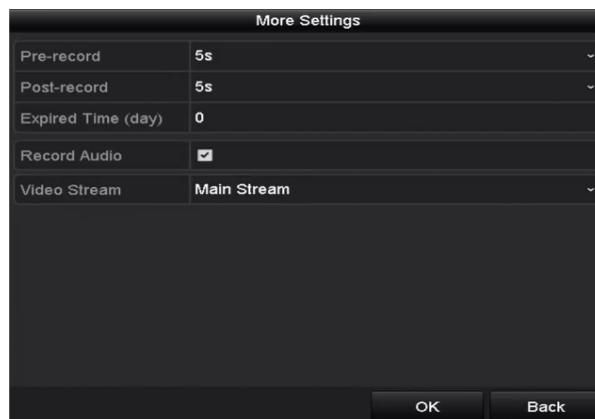 More Settings
Pre-record 5s
Post-record 5s
Expired Time (day) 0
Record Audio
Video Stream Main Stream
OK Back